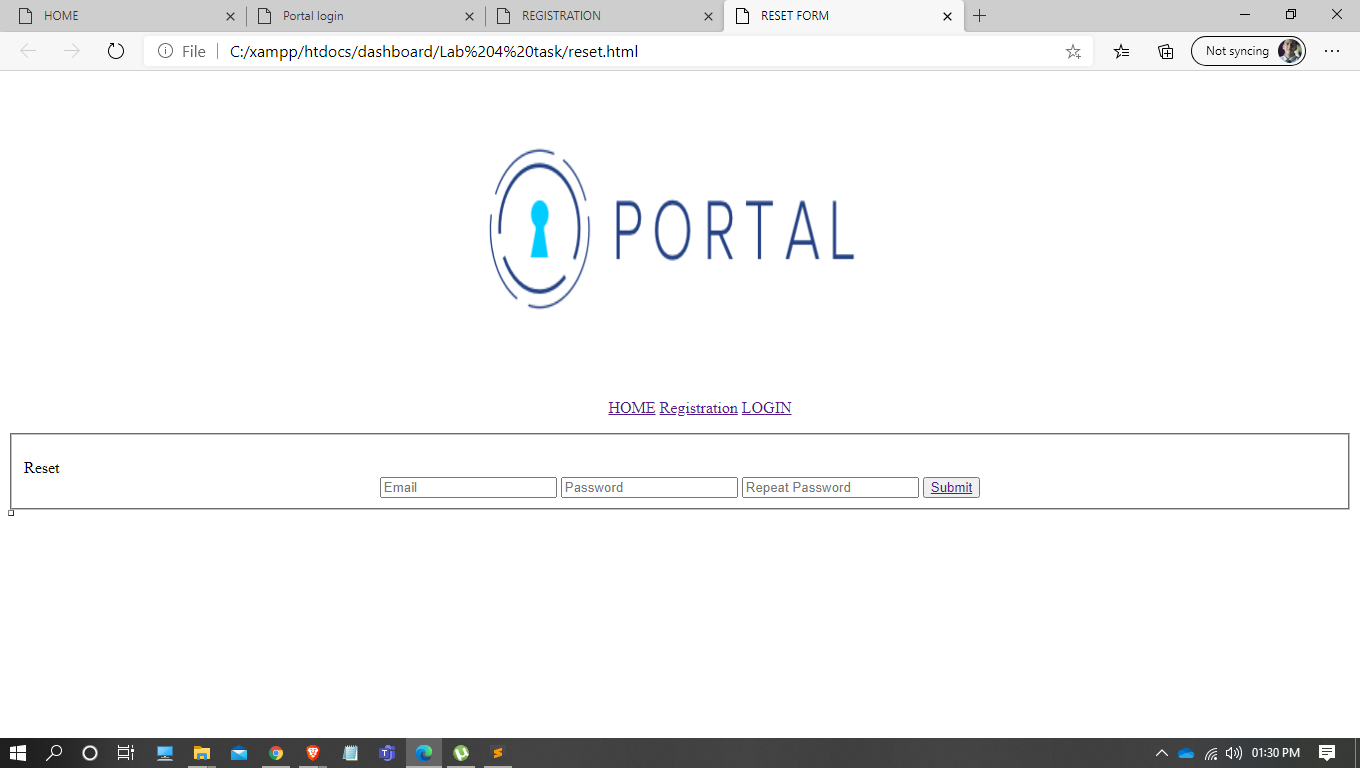 HOME Portal login REGISTRATION RESET FORM
File C:/xampp/htdocs/dashboard/Lab%204%20task/reset.html Not syncing
PORTAL
HOME Registration LOGIN
Reset
Email Password Repeat Password Submit
01:30 PM